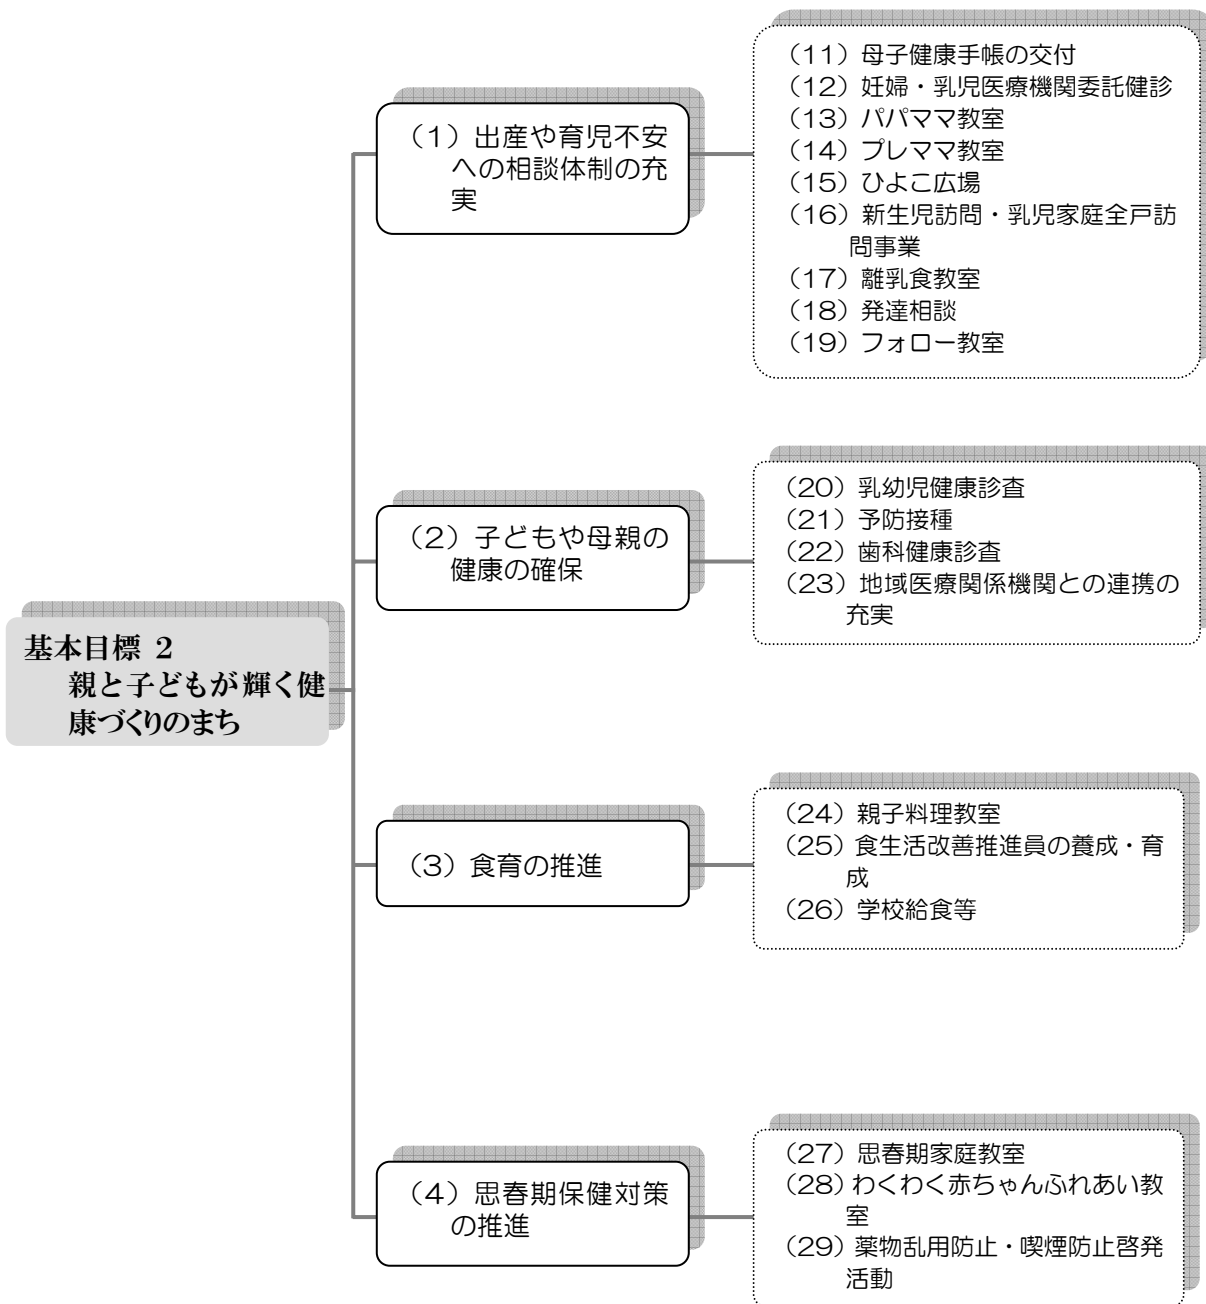 基本目標 2
親と子どもが輝く健
康づくりのまち
(1) 出産や育児不安
への相談体制の充
実
(11) 母子健康手帳の交付
(12) 妊婦・乳児医療機関委託健診
(13) パパママ教室
(14) プレママ教室
(15) ひよこ広場
(16) 新生児訪問・乳児家庭全戸訪
問事業
(17) 離乳食教室
(18) 発達相談
(19) フォロー教室
(2) 子どもや母親の
健康の確保
(20) 乳幼児健康診査
(21) 予防接種
(22) 歯科健康診査
(23) 地域医療関係機関との連携の
充実
(3) 食育の推進
(24) 親子料理教室
(25) 食生活改善推進員の養成・育
成
(26) 学校給食等
(4) 思春期保健対策
の推進
(27) 思春期家庭教室
(28) わくわく赤ちゃんふれあい教
室
(29) 薬物乱用防止・喫煙防止啓発
活動